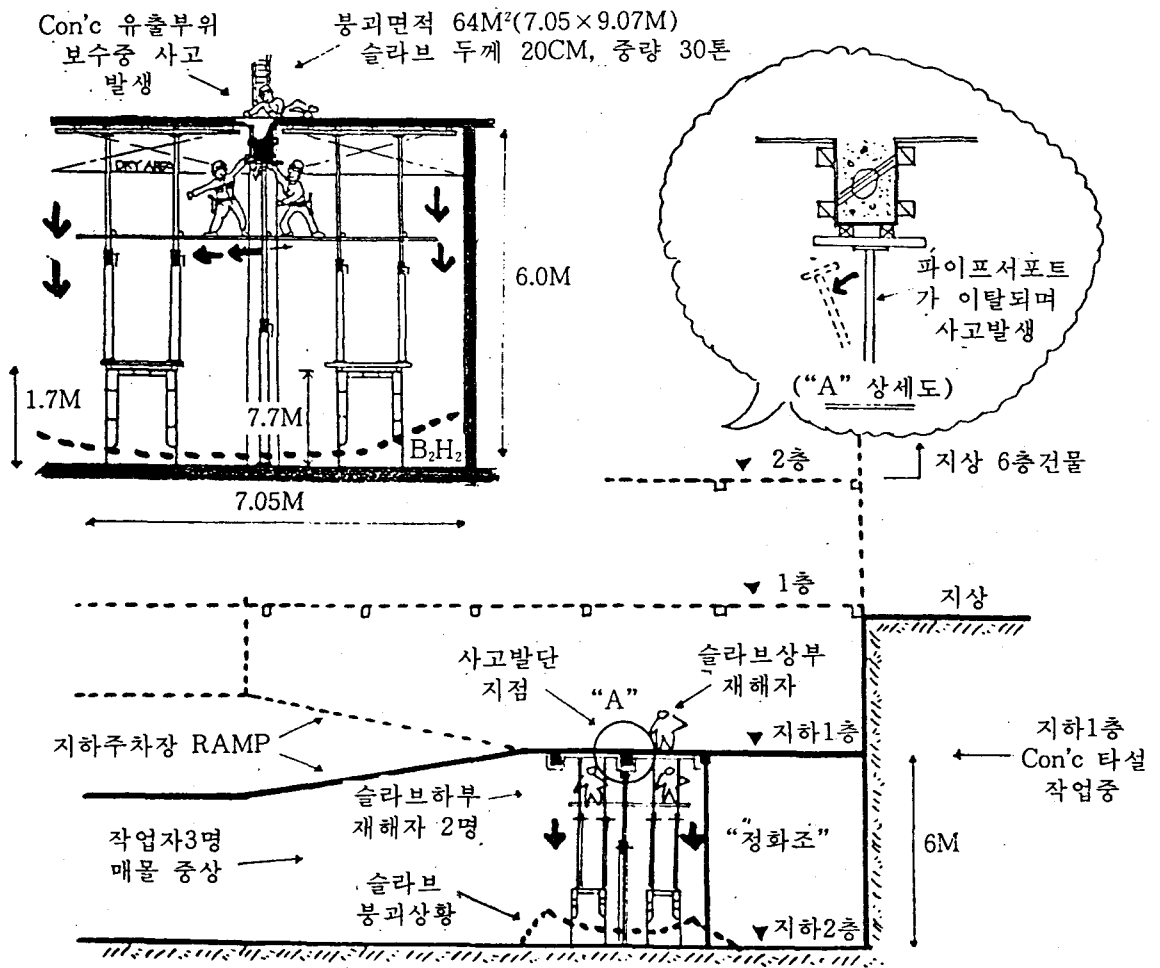 Con'c 유출부위
보수중 사고
발생
붕괴면적 64M²(7.05×9.07M)
슬라브 두께 20CM, 중량 30톤
DRY AREA
6.0M
1.7M
7.7M
B₂H₂
7.05M
파이프서포트
가 이탈되며
사고발생
("A" 상세도)
2층
지상 6층건물
1층
지상
사고발단
지점
"A"
슬라브상부
재해자
지하1층
지하주차장 RAMP
지하1층
Con'c 타설
작업중
슬라브하부
재해자 2명
작업자3명
매몰 중상
"정화조"
6M
슬라브
붕괴상황
지하2층